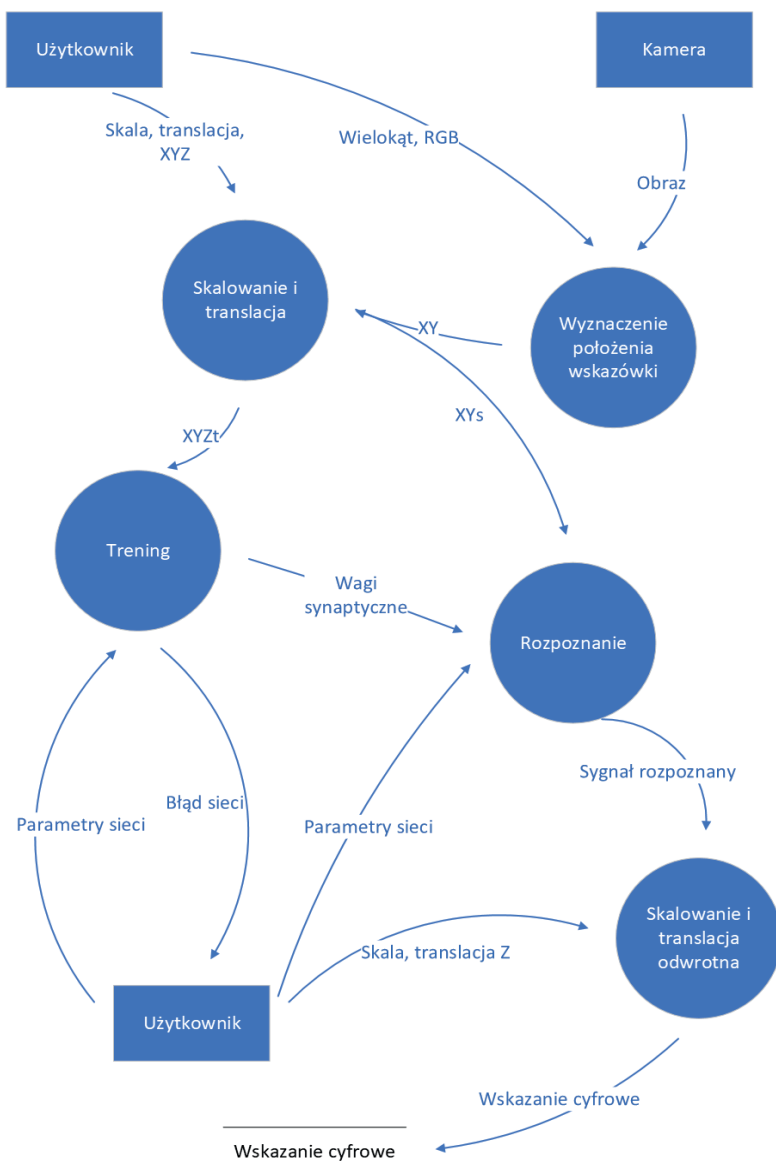 Użytkownik
Kamera
Skala, translacja,
XYZ
Wielokąt, RGB
Obraz
Skalowanie i
translacja
Wyznaczenie
położenia
wskazówki
XY
XYs
XYZt
Trening
Wagi
synaptyczne
Rozpoznanie
Sygnał rozpoznany
Błąd sieci
Parametry sieci
Parametry sieci
Skalowanie i
translacja
odwrotna
Skala, translacja Z
Użytkownik
Wskazanie cyfrowe
Wskazanie cyfrowe